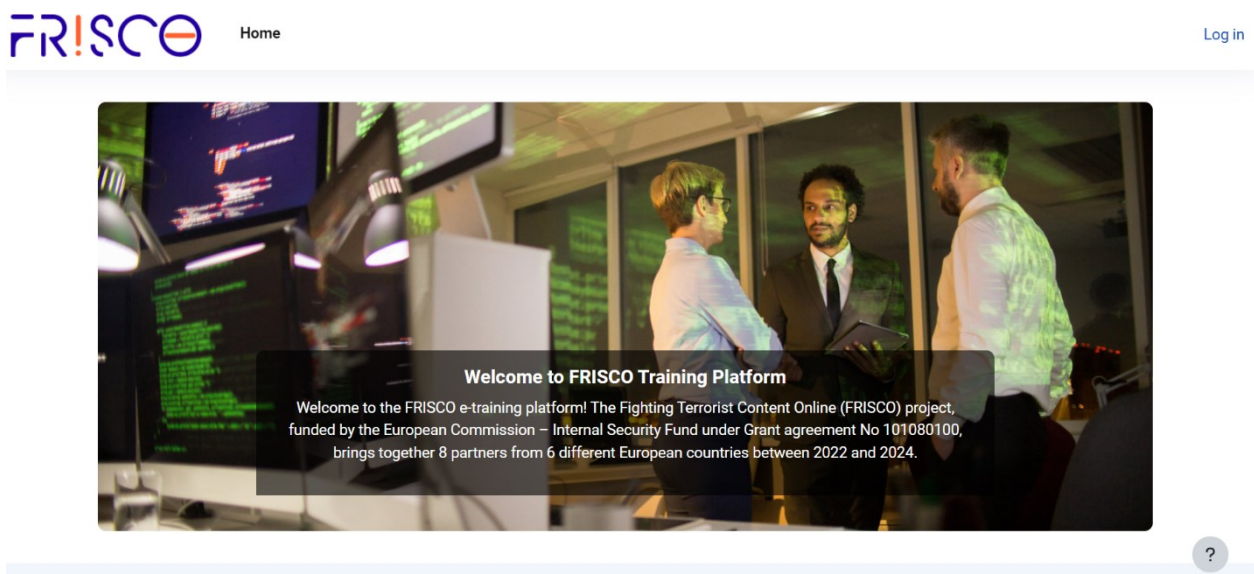 FR!SCO
Home
Log in
Welcome to FRISCO Training Platform
Welcome to the FRISCO e-training platform! The Fighting Terrorist Content Online (FRISCO) project,
funded by the European Commission – Internal Security Fund under Grant agreement No 101080100,
brings together 8 partners from 6 different European countries between 2022 and 2024.
?